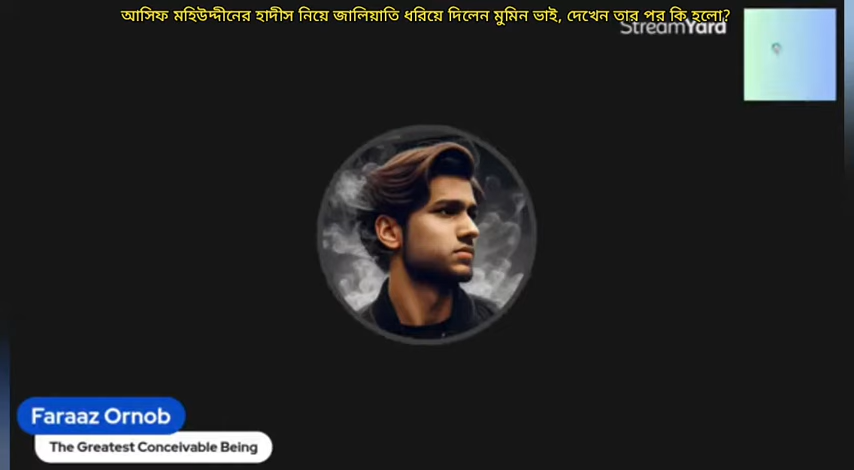 আসিফ মহিউদ্দীনের হাদীস নিয়ে জালিয়াতি ধরিয়ে দিলেন মুমিন ভাই, দেখেন তার পর কি হলো?
StreamYard
Faraaz Ornob
The Greatest Conceivable Being